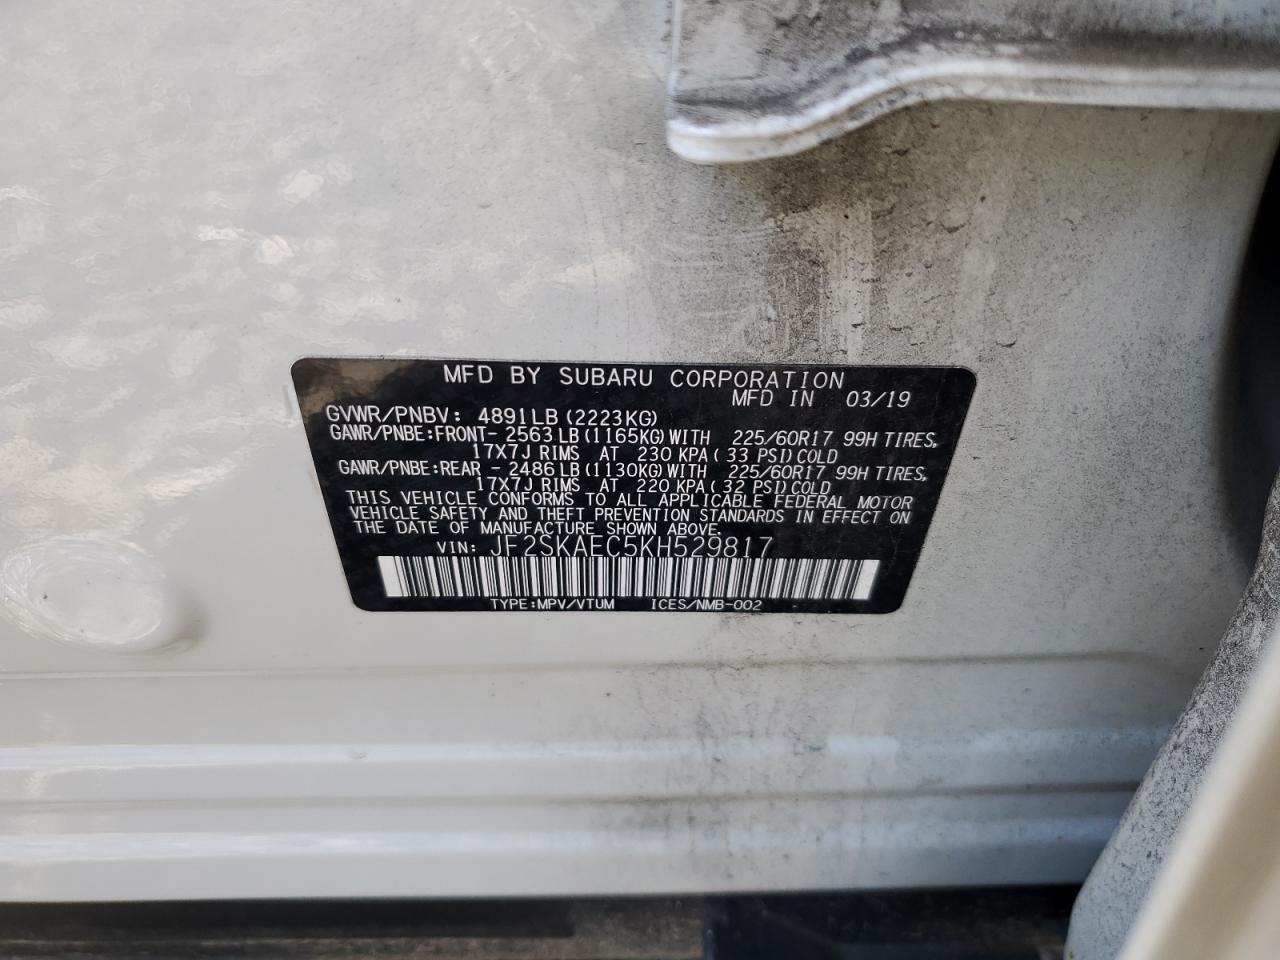 MFD BY SUBARU CORPORATION
MFD IN 03/19
GVWR/PNBV: 4891LB (2223KG)
GAWR/PNBE:FRONT- 2563LB (1165KG) WITH 225/60R17 99H TIRES,
17X7J RIMS AT 230 KPA ( 33 PSI) COLD
GAWR/PNBE:REAR - 2486LB (1130KG) WITH 225/60R17 99H TIRES,
17X7J RIMS AT 220 KPA ( 32 PSI) COLD
THIS VEHICLE CONFORMS TO ALL APPLICABLE FEDERAL MOTOR
VEHICLE SAFETY AND THEFT PREVENTION STANDARDS IN EFFECT ON
THE DATE OF MANUFACTURE SHOWN ABOVE.
VIN: JF2SKAEC5KH529817
TYPE:MPV/VTUM ICES/NMB-002